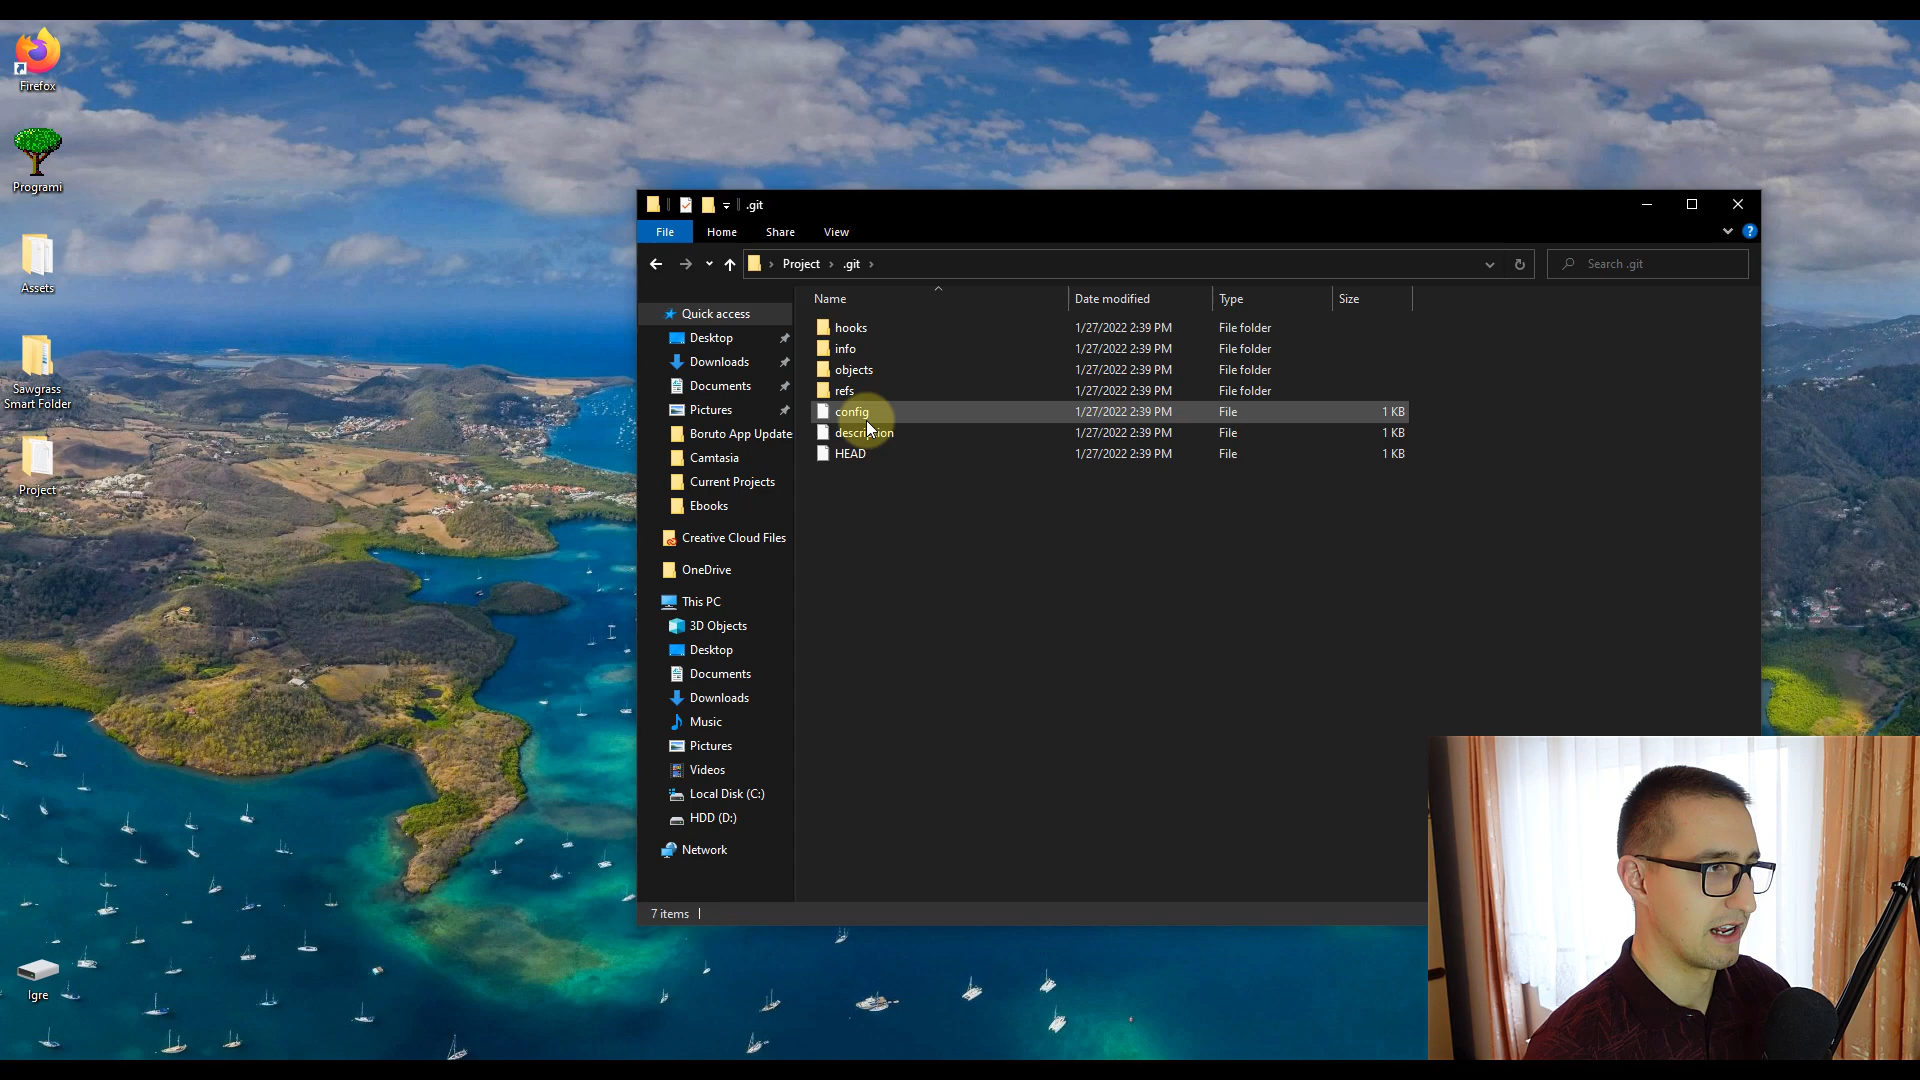 Firefox
Programi
Assets
Sawgrass
Smart Folder
Project
Igre
.git
File Home Share View
Project .git
Search .git
Name Date modified Type Size
Quick access
Desktop
Downloads
Documents
Pictures
Boruto App Update
Camtasia
Current Projects
Ebooks
Creative Cloud Files
OneDrive
This PC
3D Objects
Desktop
Documents
Downloads
Music
Pictures
Videos
Local Disk (C:)
HDD (D:)
Network
hooks 1/27/2022 2:39 PM File folder
info 1/27/2022 2:39 PM File folder
objects 1/27/2022 2:39 PM File folder
refs 1/27/2022 2:39 PM File folder
config 1/27/2022 2:39 PM File 1 KB
description 1/27/2022 2:39 PM File 1 KB
HEAD 1/27/2022 2:39 PM File 1 KB
7 items